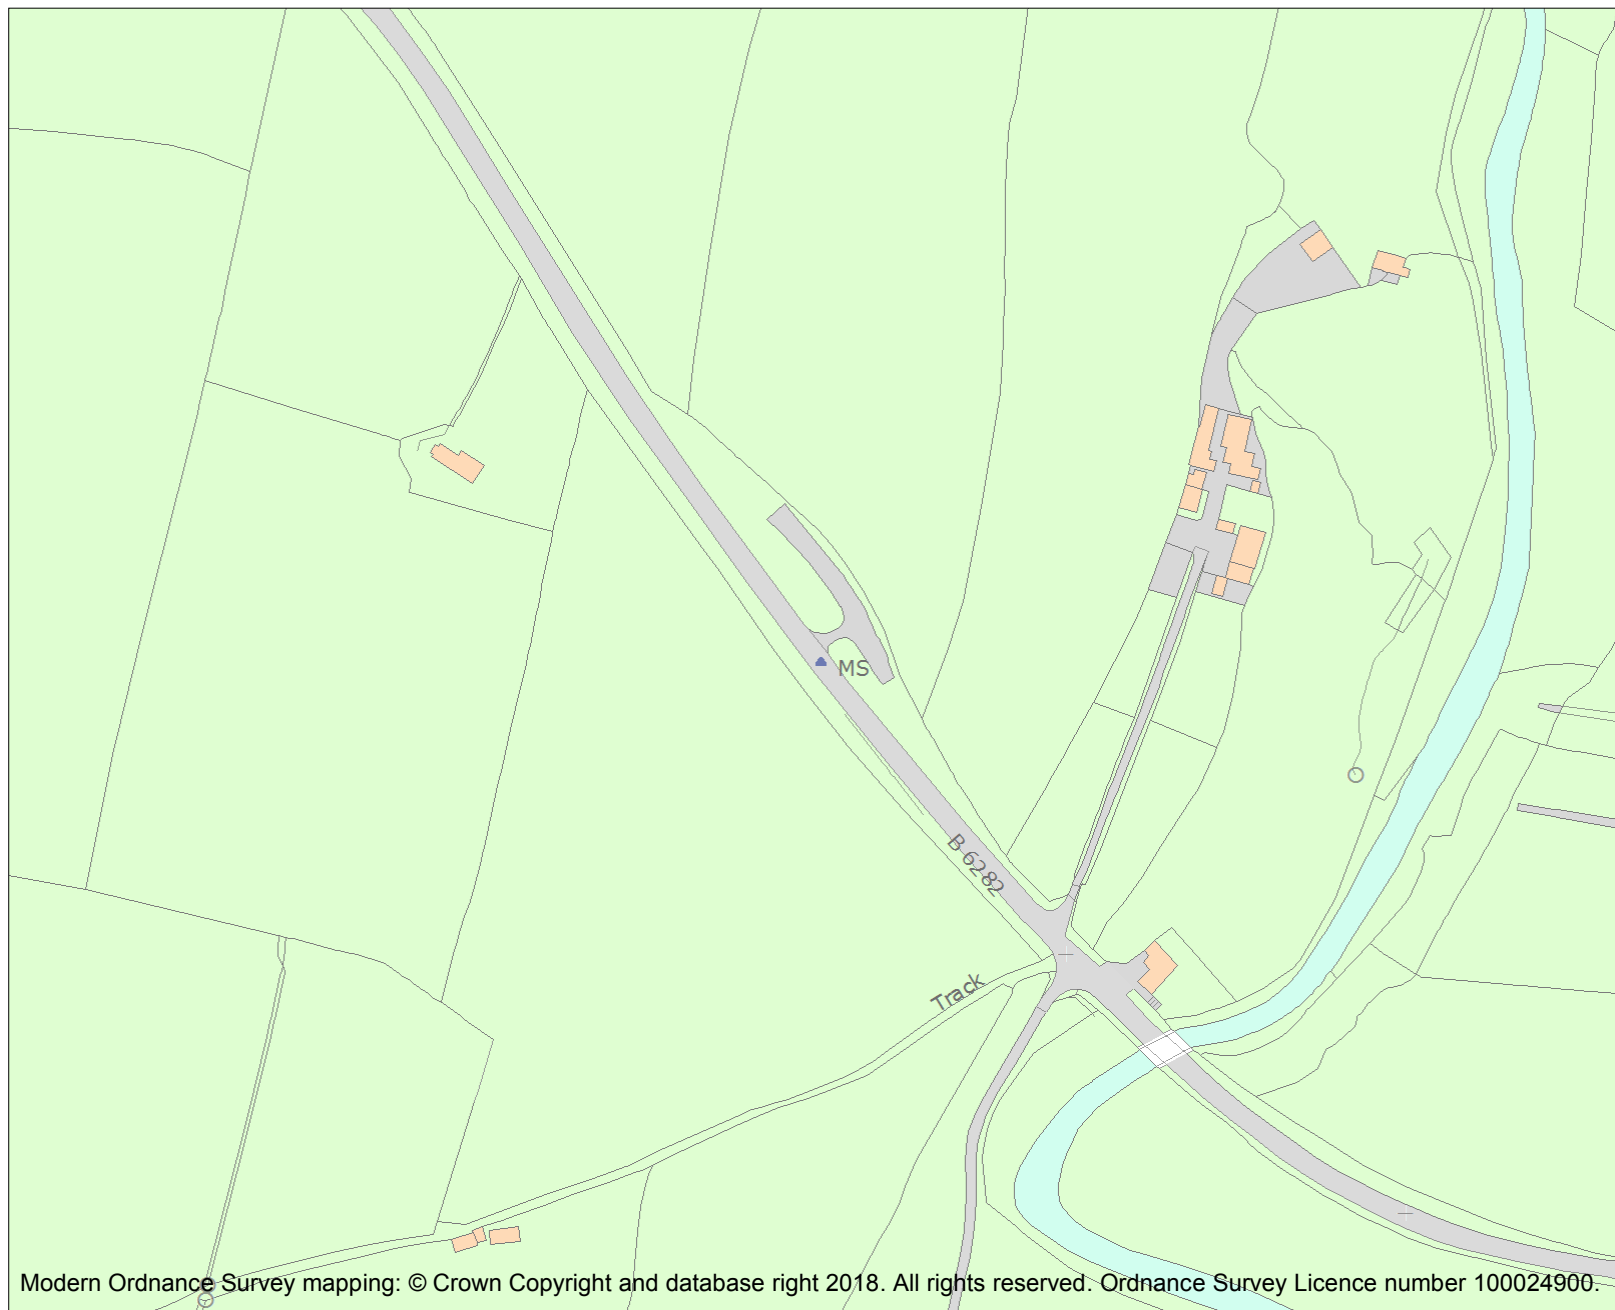 MS
B 6282
Track
Modern Ordnance Survey mapping: © Crown Copyright and database right 2018. All rights reserved. Ordnance Survey Licence number 100024900.